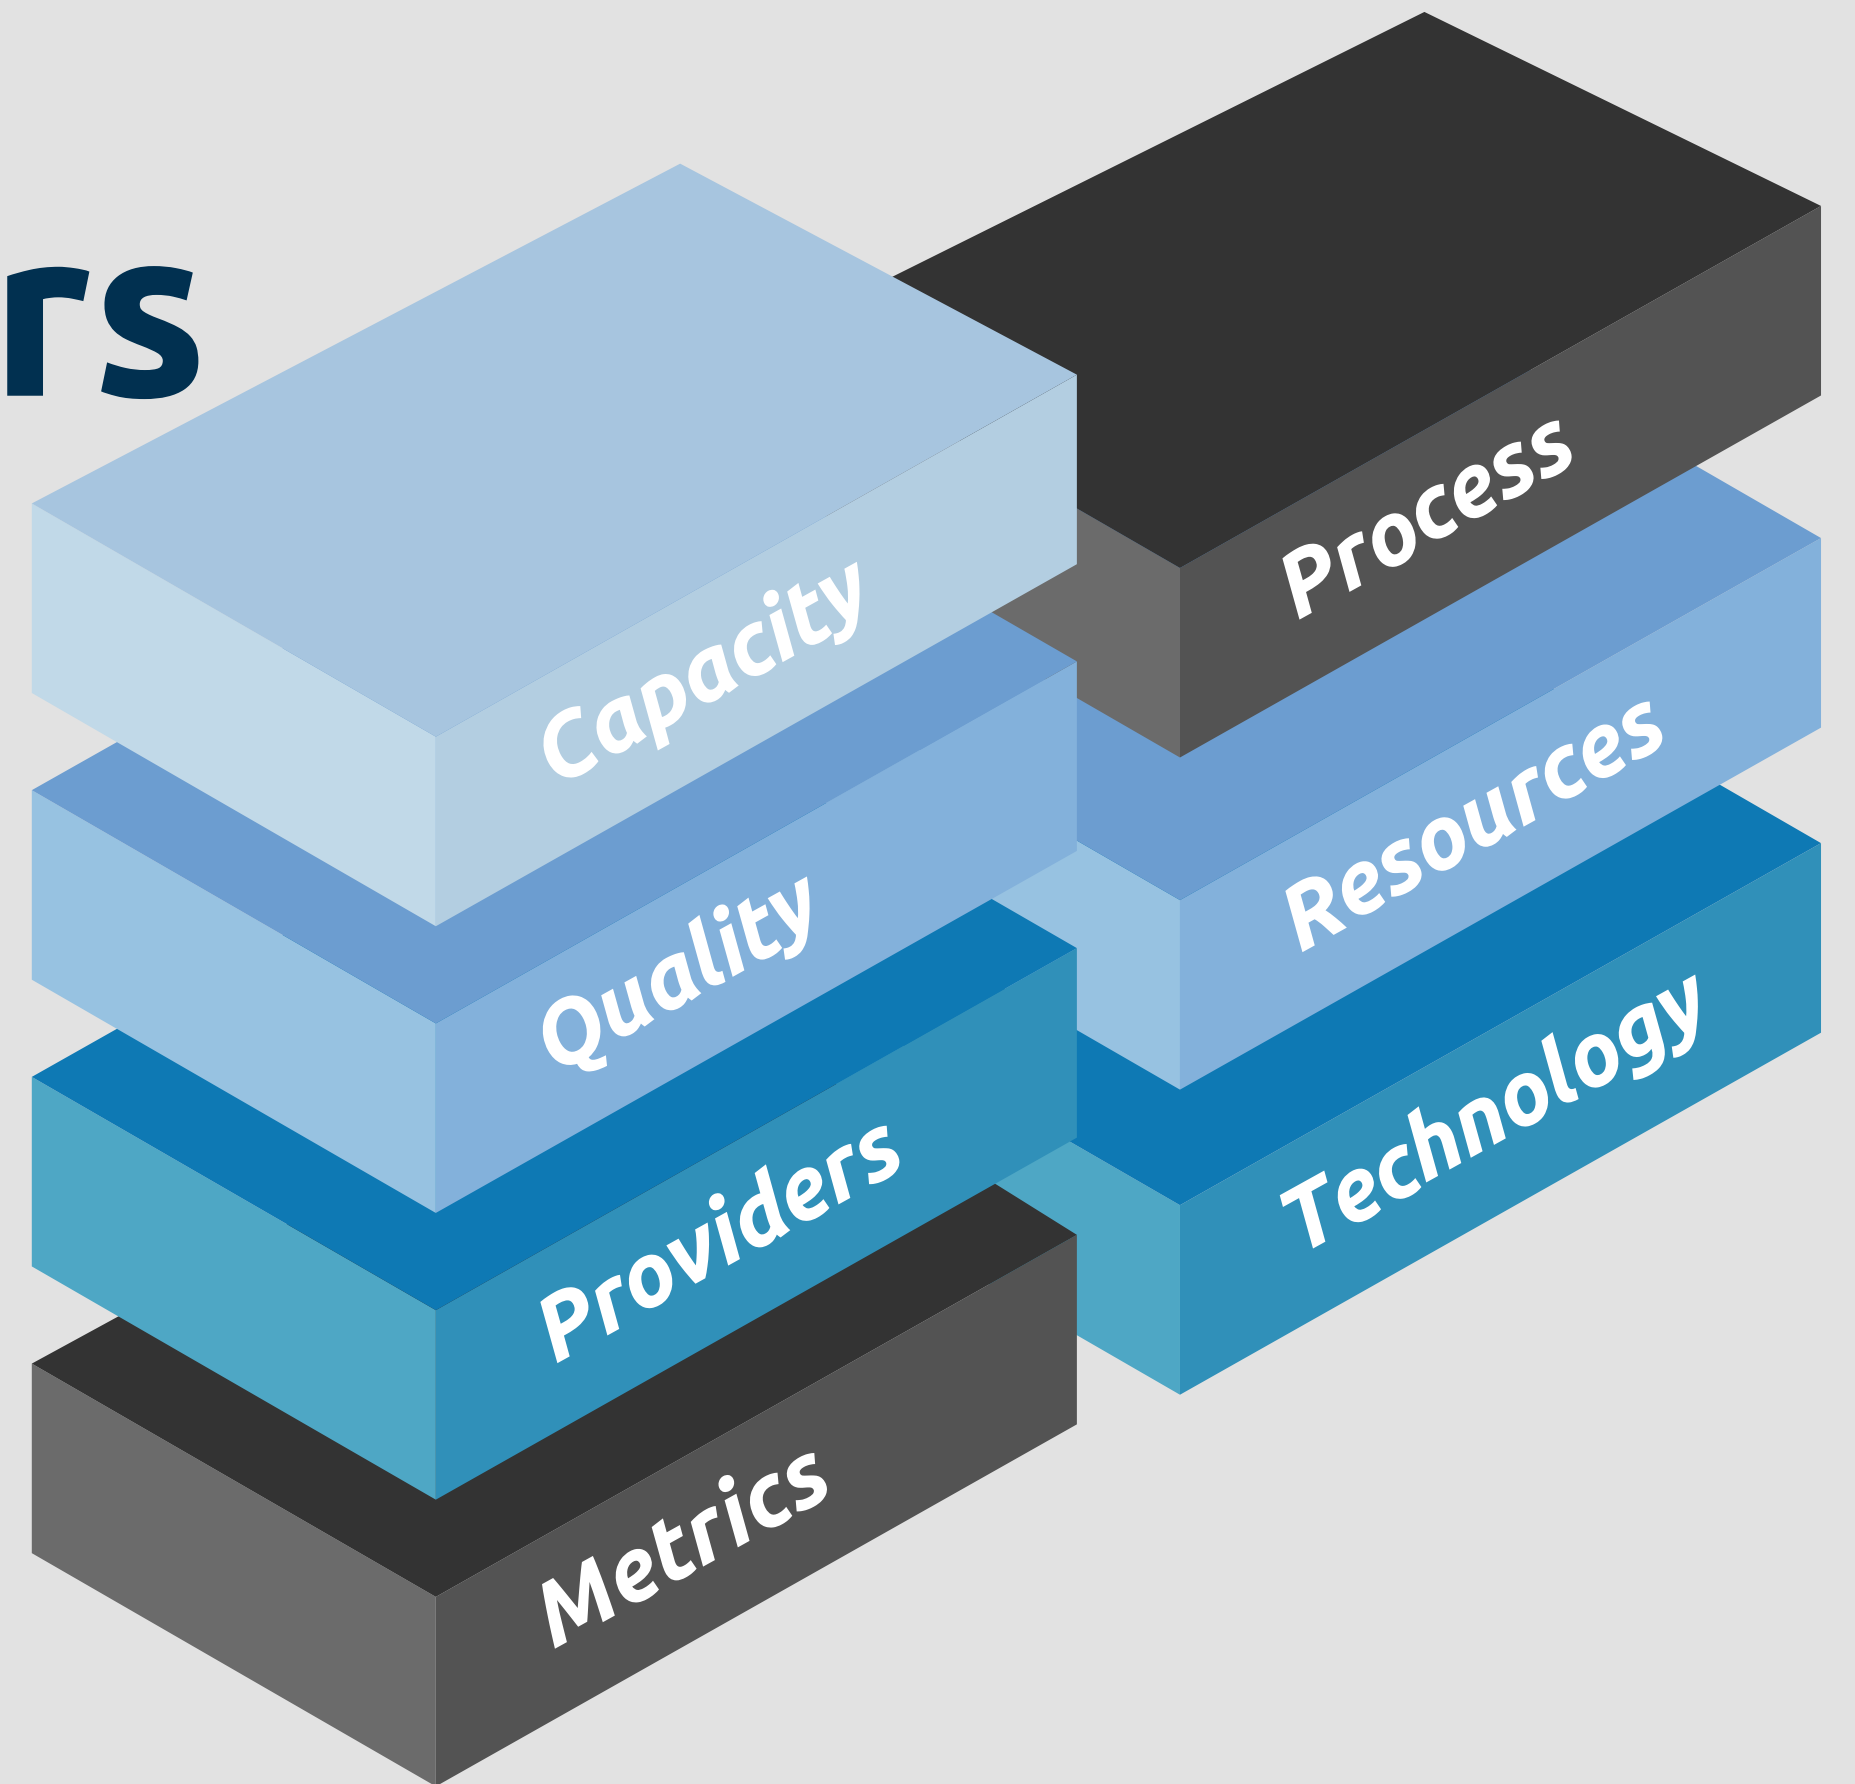 rs
Capacity
Quality
Providers
Metrics
Process
Resources
Technology